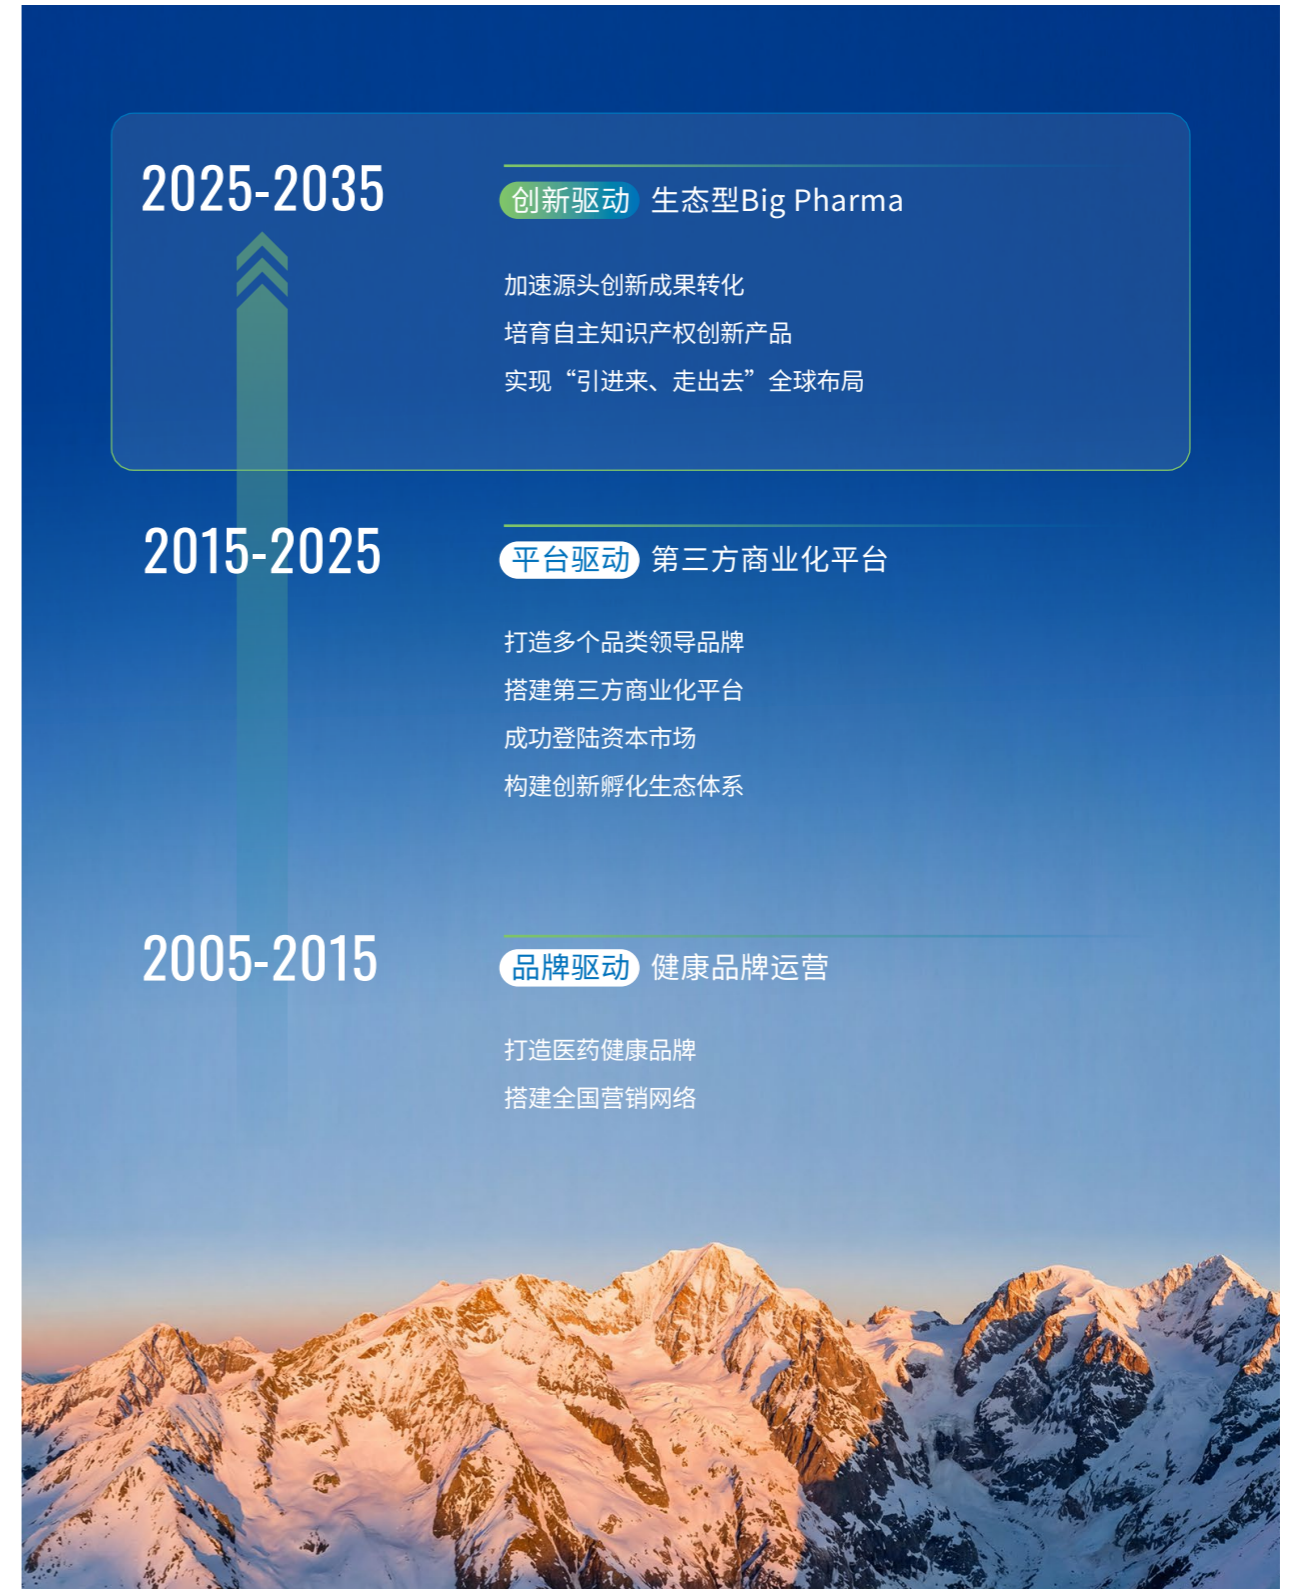 2025-2035
创新驱动 生态型Big Pharma
加速源头创新成果转化
培育自主知识产权创新产品
实现“引进来、走出去”全球布局
2015-2025
平台驱动 第三方商业化平台
打造多个品类领导品牌
搭建第三方商业化平台
成功登陆资本市场
构建创新孵化生态体系
2005-2015
品牌驱动 健康品牌运营
打造医药健康品牌
搭建全国营销网络